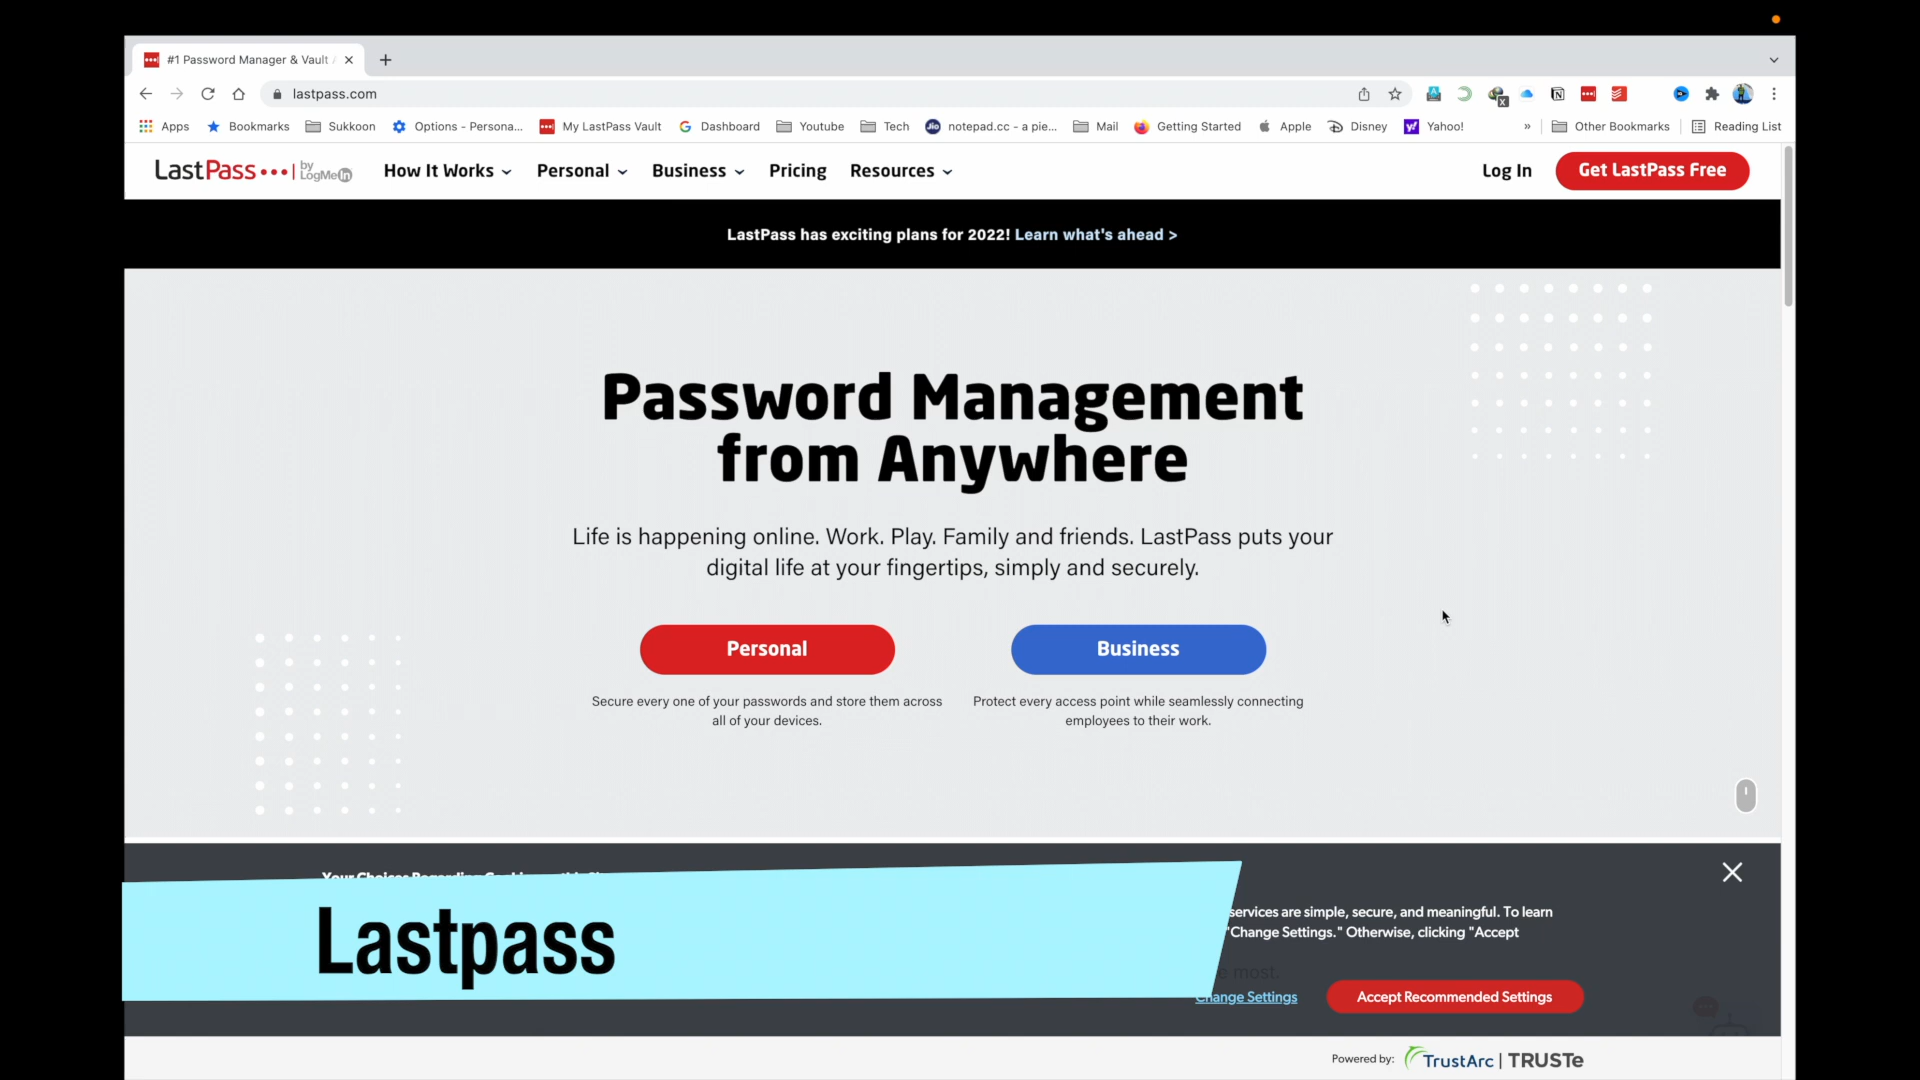 #1 Password Manager & Vault
lastpass.com
Apps
Bookmarks
Sukkoon
Options - Persona...
My LastPass Vault
Dashboard
Youtube
Tech
notepad.cc - a pie...
Mail
Getting Started
Apple
Disney
Yahoo!
»
Other Bookmarks
Reading List
LastPass ••• | by LogMeIn
How It Works
Personal
Business
Pricing
Resources
Log In
Get LastPass Free
LastPass has exciting plans for 2022! Learn what's ahead >
Password Management
from Anywhere
Life is happening online. Work. Play. Family and friends. LastPass puts your
digital life at your fingertips, simply and securely.
Personal
Business
Secure every one of your passwords and store them across
all of your devices.
Protect every access point while seamlessly connecting
employees to their work.
services are simple, secure, and meaningful. To learn
"Change Settings." Otherwise, clicking "Accept
most.
Lastpass
Change Settings
Accept Recommended Settings
Powered by:
TrustArc | TRUSTe